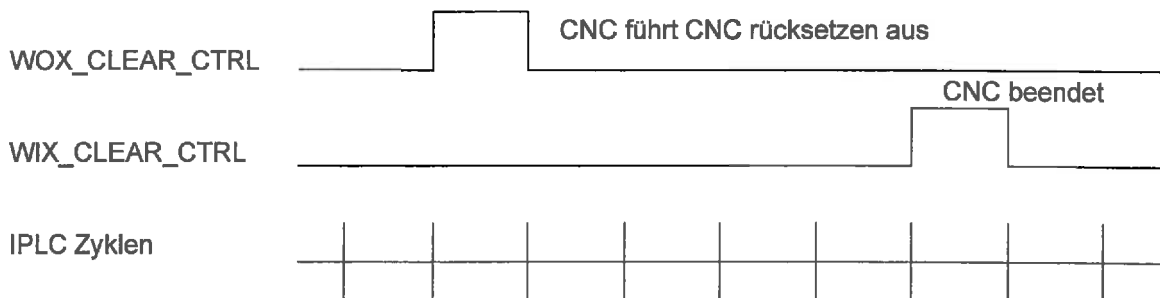 CNC führt CNC rücksetzen aus
WOX_CLEAR_CTRL
CNC beendet
WIX_CLEAR_CTRL
IPLC Zyklen